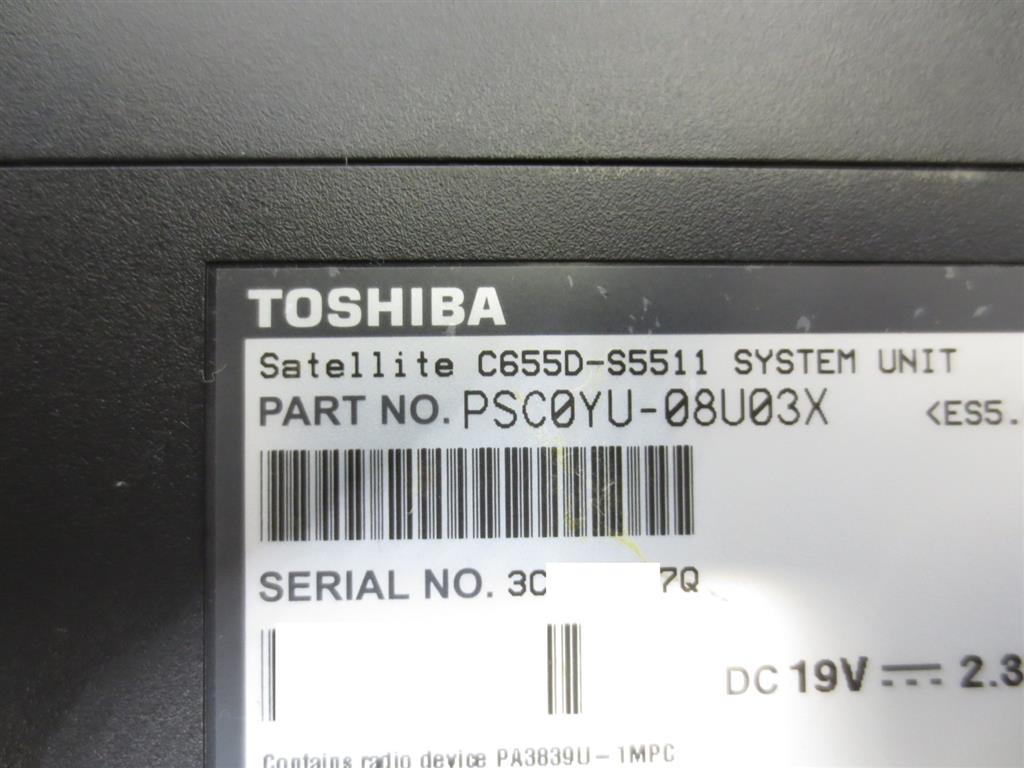 TOSHIBA
Satellite C655D-S5511 SYSTEM UNIT
PART NO. PSC0YU-08U03X <ES5.
SERIAL NO. 3C 7Q
DC 19V 2.3
Contains radio device PA3839U-1MPC